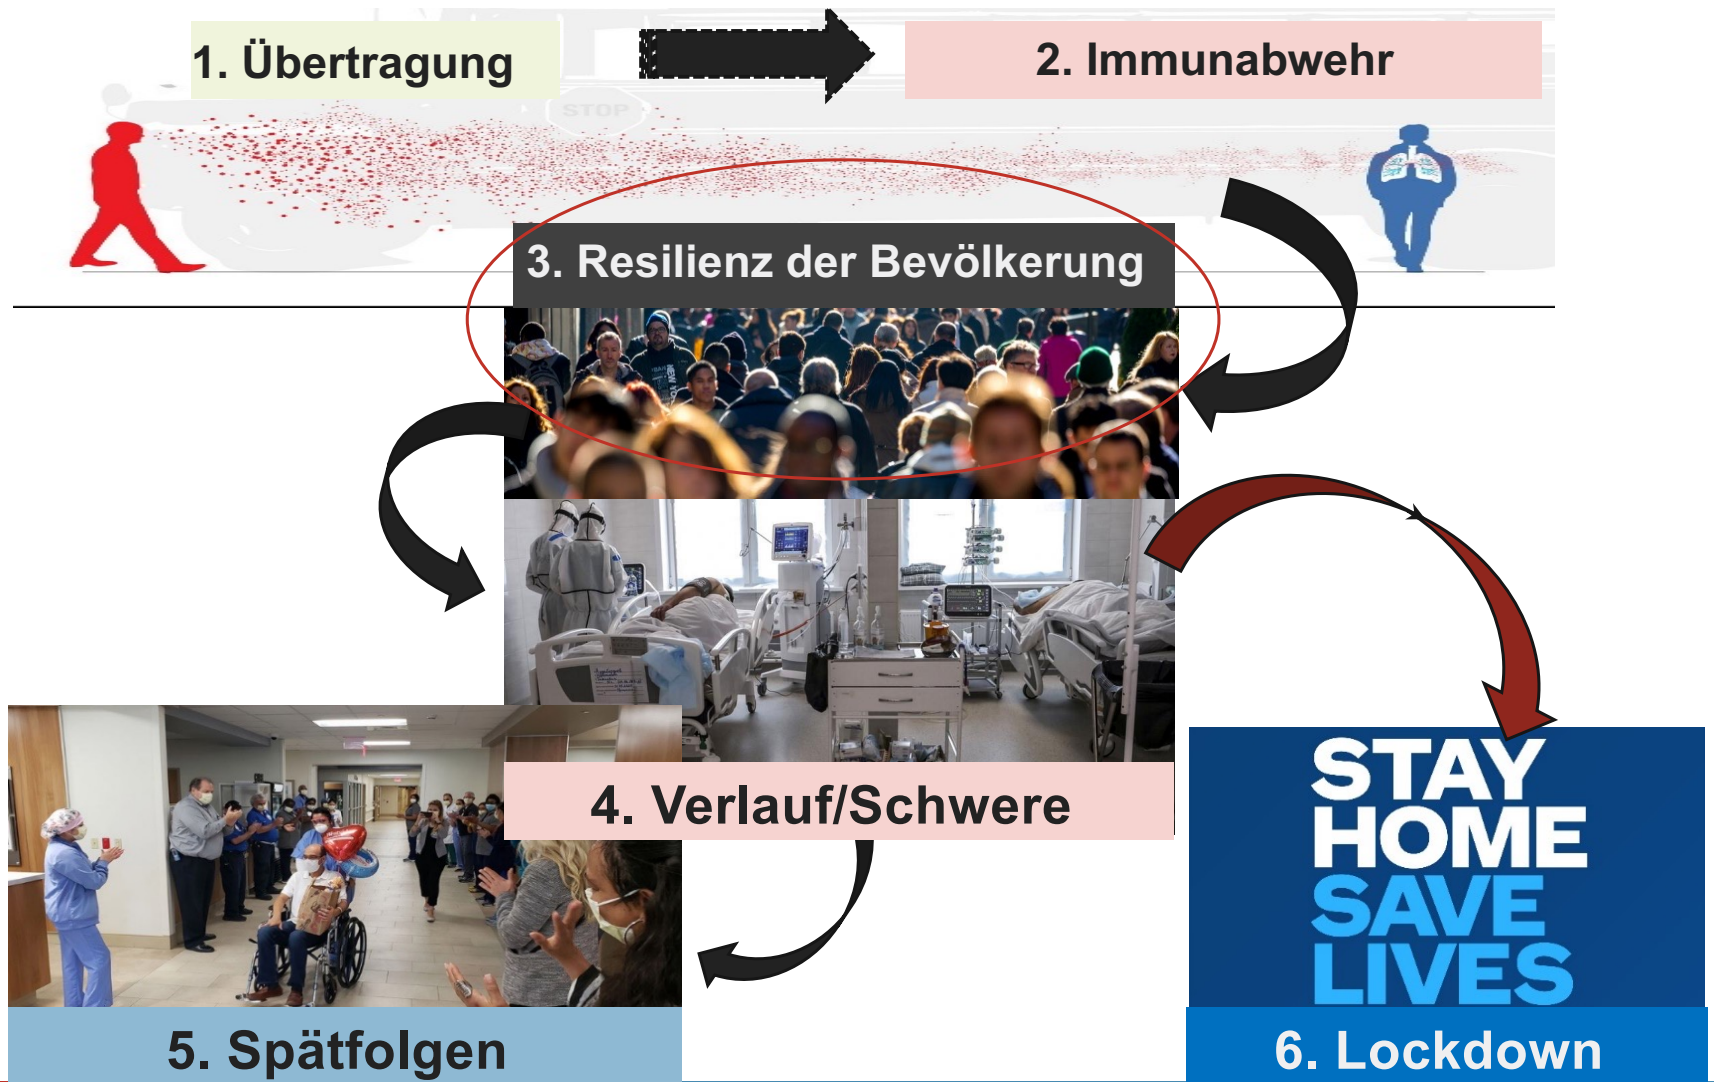 1. Übertragung
2. Immunabwehr
STOP
3. Resilienz der Bevölkerung
4. Verlauf/Schwere
STAY
HOME
SAVE
LIVES
5. Spätfolgen
6. Lockdown